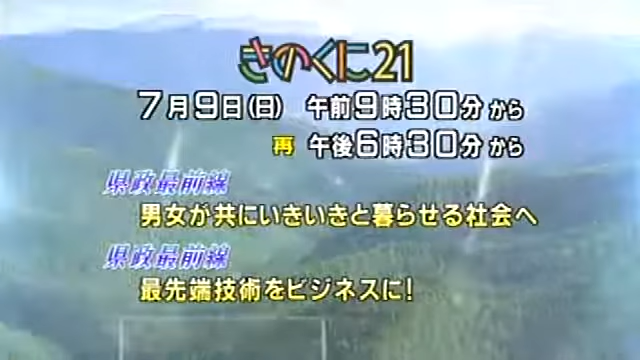 きのくに21
7月9日(日) 午前9時30分から
再 午後6時30分から
県政最前線
男女が共にいきいきと暮らせる社会へ
県政最前線
最先端技術をビジネスに!